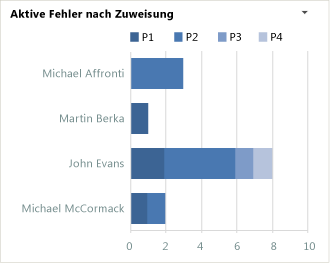 Aktive Fehler nach Zuweisung
P1 P2 P3 P4
Michael Affronti
Martin Berka
John Evans
Michael McCormack
0 2 4 6 8 10